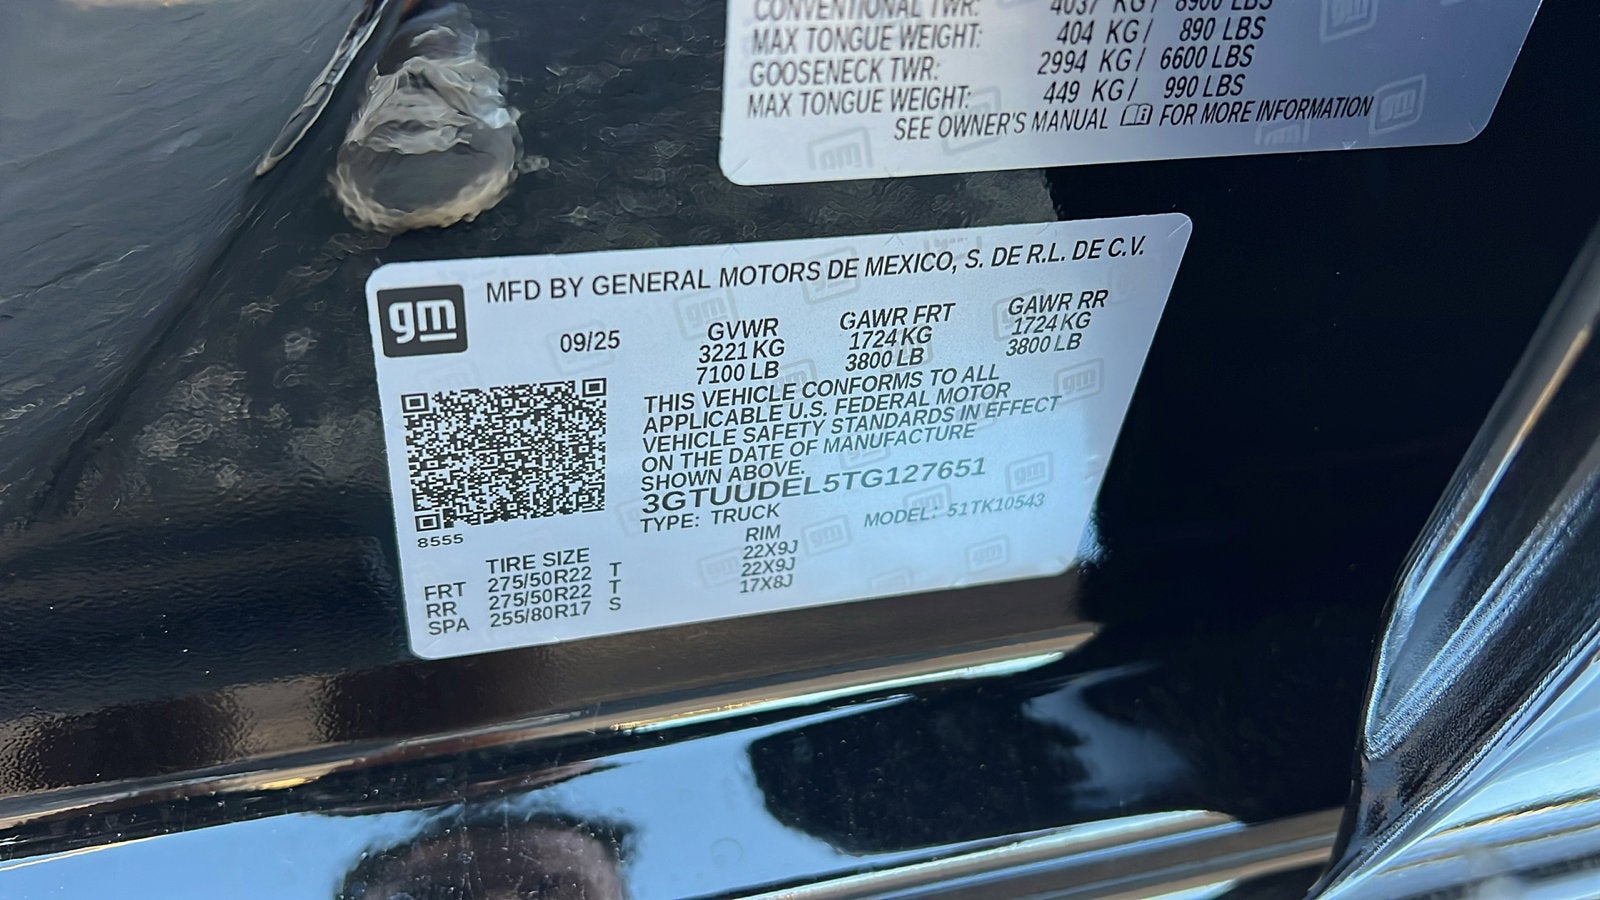 CONVENTIONAL TWR: 4037 KG / 8900 LBS
MAX TONGUE WEIGHT: 404 KG / 890 LBS
GOOSENECK TWR: 2994 KG / 6600 LBS
MAX TONGUE WEIGHT: 449 KG / 990 LBS
SEE OWNER'S MANUAL FOR MORE INFORMATION
gm
MFD BY GENERAL MOTORS DE MEXICO, S. DE R.L. DE C.V.
09/25 GVWR GAWR FRT GAWR RR
3221 KG 1724 KG 1724 KG
7100 LB 3800 LB 3800 LB
THIS VEHICLE CONFORMS TO ALL
APPLICABLE U.S. FEDERAL MOTOR
VEHICLE SAFETY STANDARDS IN EFFECT
ON THE DATE OF MANUFACTURE
SHOWN ABOVE.
3GTUUDEL5TG127651
TYPE: TRUCK MODEL: 51TK10543
8555
TIRE SIZE RIM
FRT 275/50R22 T 22X9J
RR 275/50R22 T 22X9J
SPA 255/80R17 S 17X8J